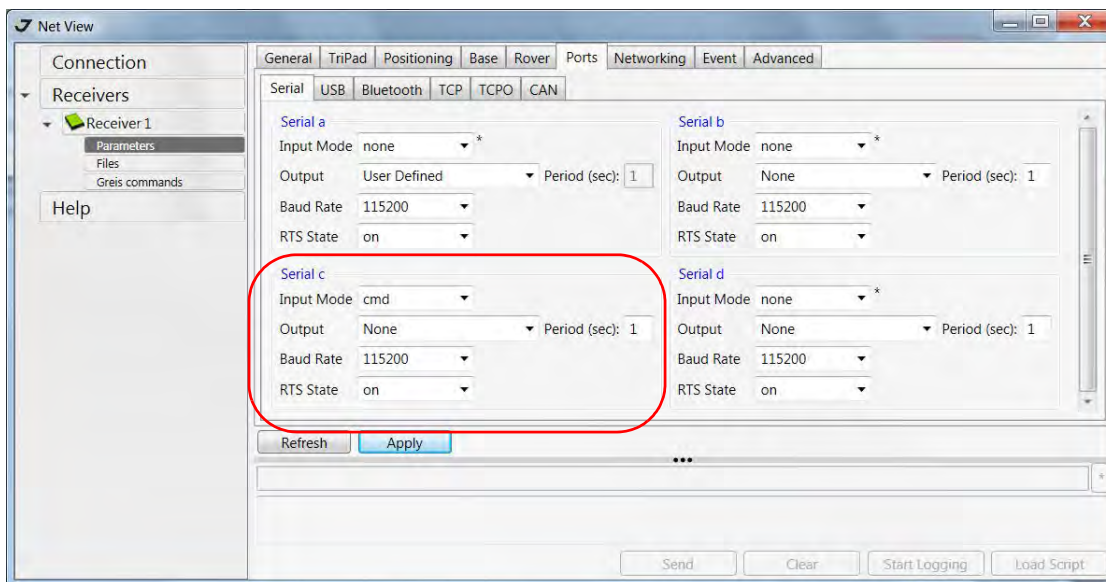 Net View
Connection
Receivers
Receiver 1
Parameters
Files
Greis commands
Help
General TriPad Positioning Base Rover Ports Networking Event Advanced
Serial USB Bluetooth TCP TCPO CAN
Serial a
Input Mode none *
Output User Defined Period (sec): 1
Baud Rate 115200
RTS State on
Serial b
Input Mode none *
Output None Period (sec): 1
Baud Rate 115200
RTS State on
Serial c
Input Mode cmd
Output None Period (sec): 1
Baud Rate 115200
RTS State on
Serial d
Input Mode none *
Output None Period (sec): 1
Baud Rate 115200
RTS State on
Refresh Apply
*
Send Clear Start Logging Load Script